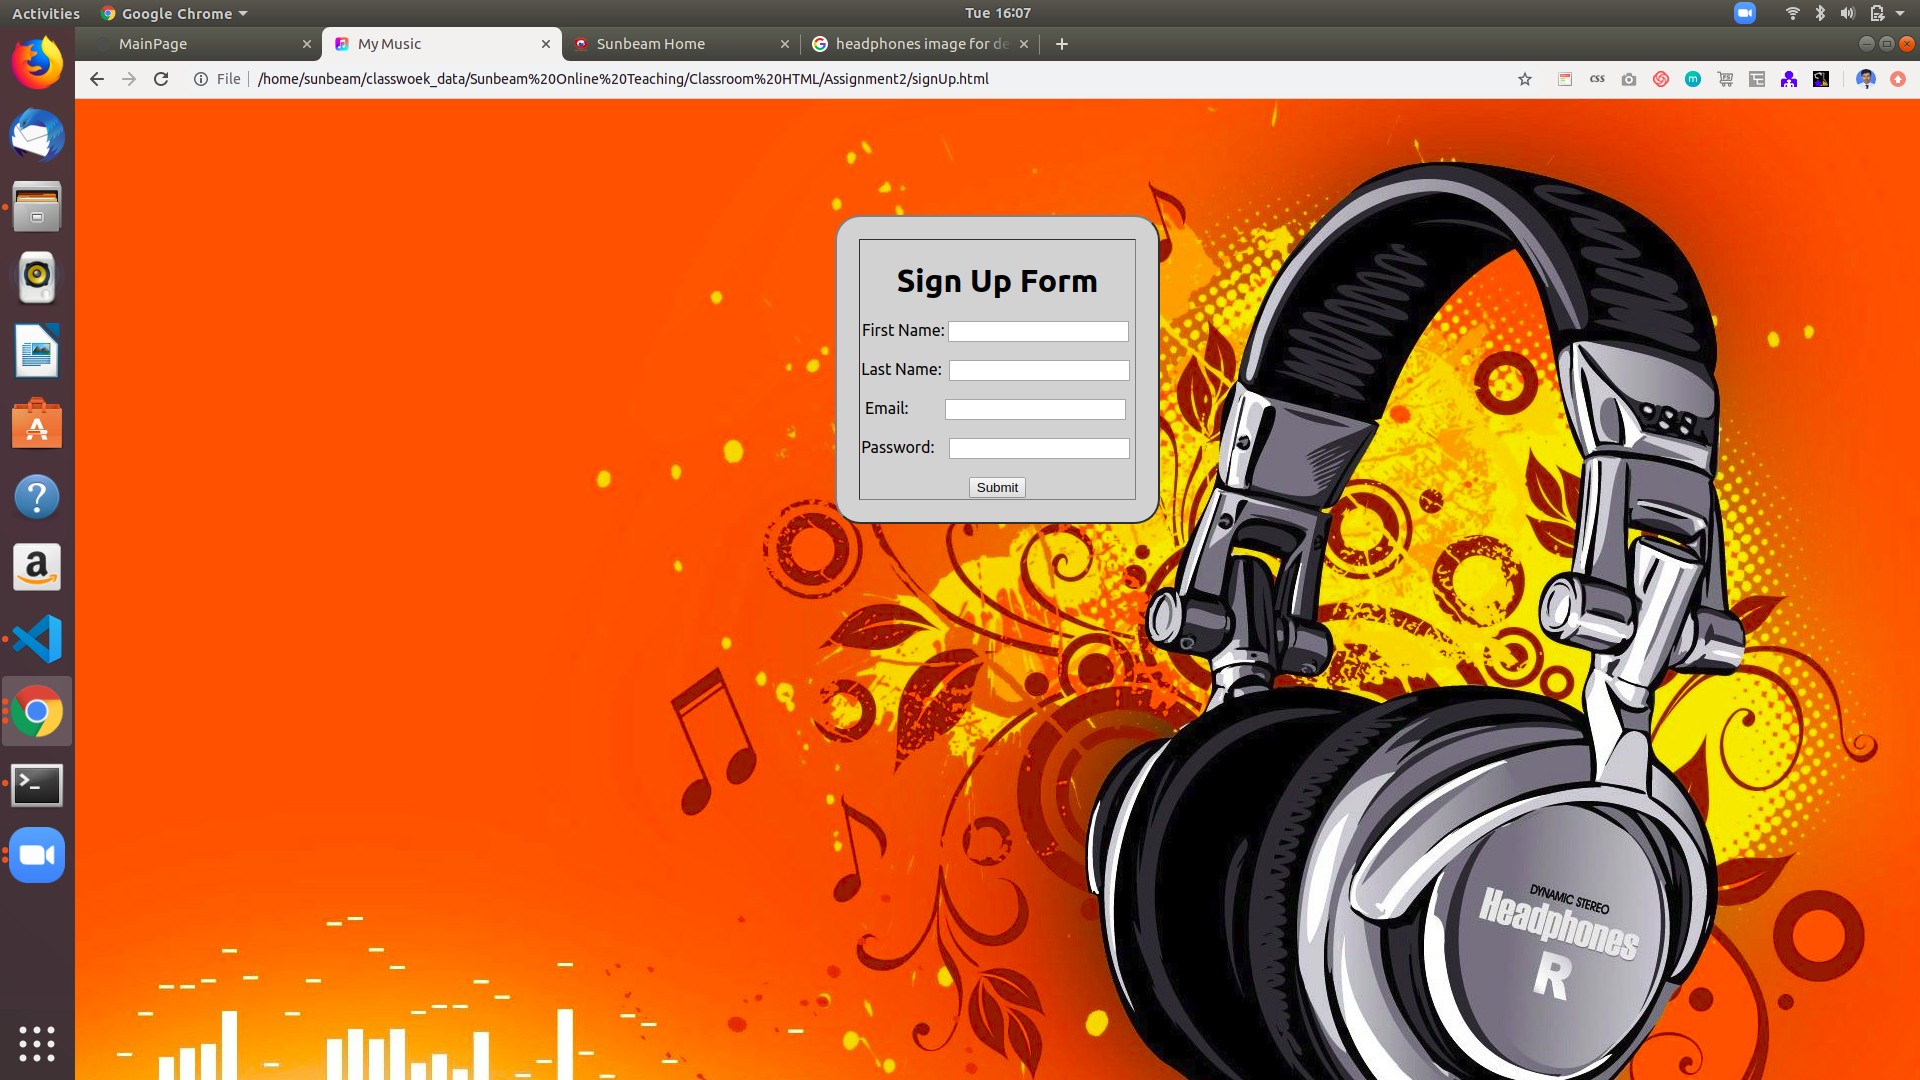 Activities Google Chrome Tue 16:07
MainPage My Music Sunbeam Home headphones image for de
File /home/sunbeam/classwoek_data/Sunbeam%20Online%20Teaching/Classroom%20HTML/Assignment2/signUp.html
CSS
m
Sign Up Form
First Name:
Last Name:
Email:
Password:
Submit
DYNAMIC STEREO
Headphones
R